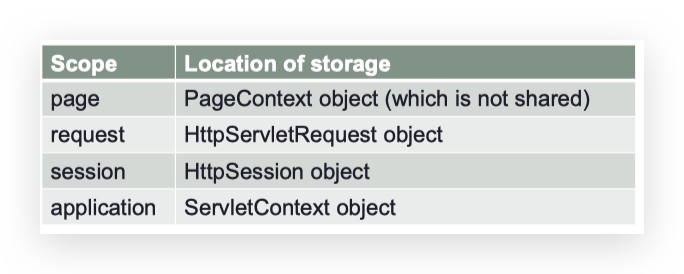 Scope Location of storage
page PageContext object (which is not shared)
request HttpServletRequest object
session HttpSession object
application ServletContext object